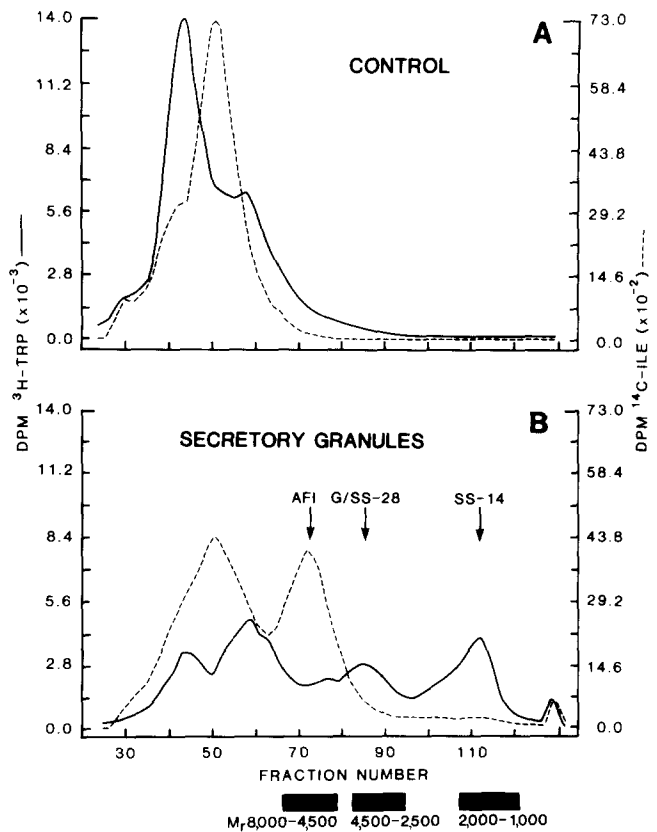 A
CONTROL
14.0
11.2
8.4
5.6
2.8
0.0
73.0
58.4
43.8
29.2
14.6
0.0
DPM ³H-TRP (x10⁻³)
DPM ¹⁴C-ILE (x10⁻²)
B
SECRETORY GRANULES
14.0
11.2
8.4
5.6
2.8
0.0
AFI G/SS-28 SS-14
73.0
58.4
43.8
29.2
14.6
0.0
30 50 70 90 110
FRACTION NUMBER
Mr8,000-4,500 4,500-2,500 2,000-1,000